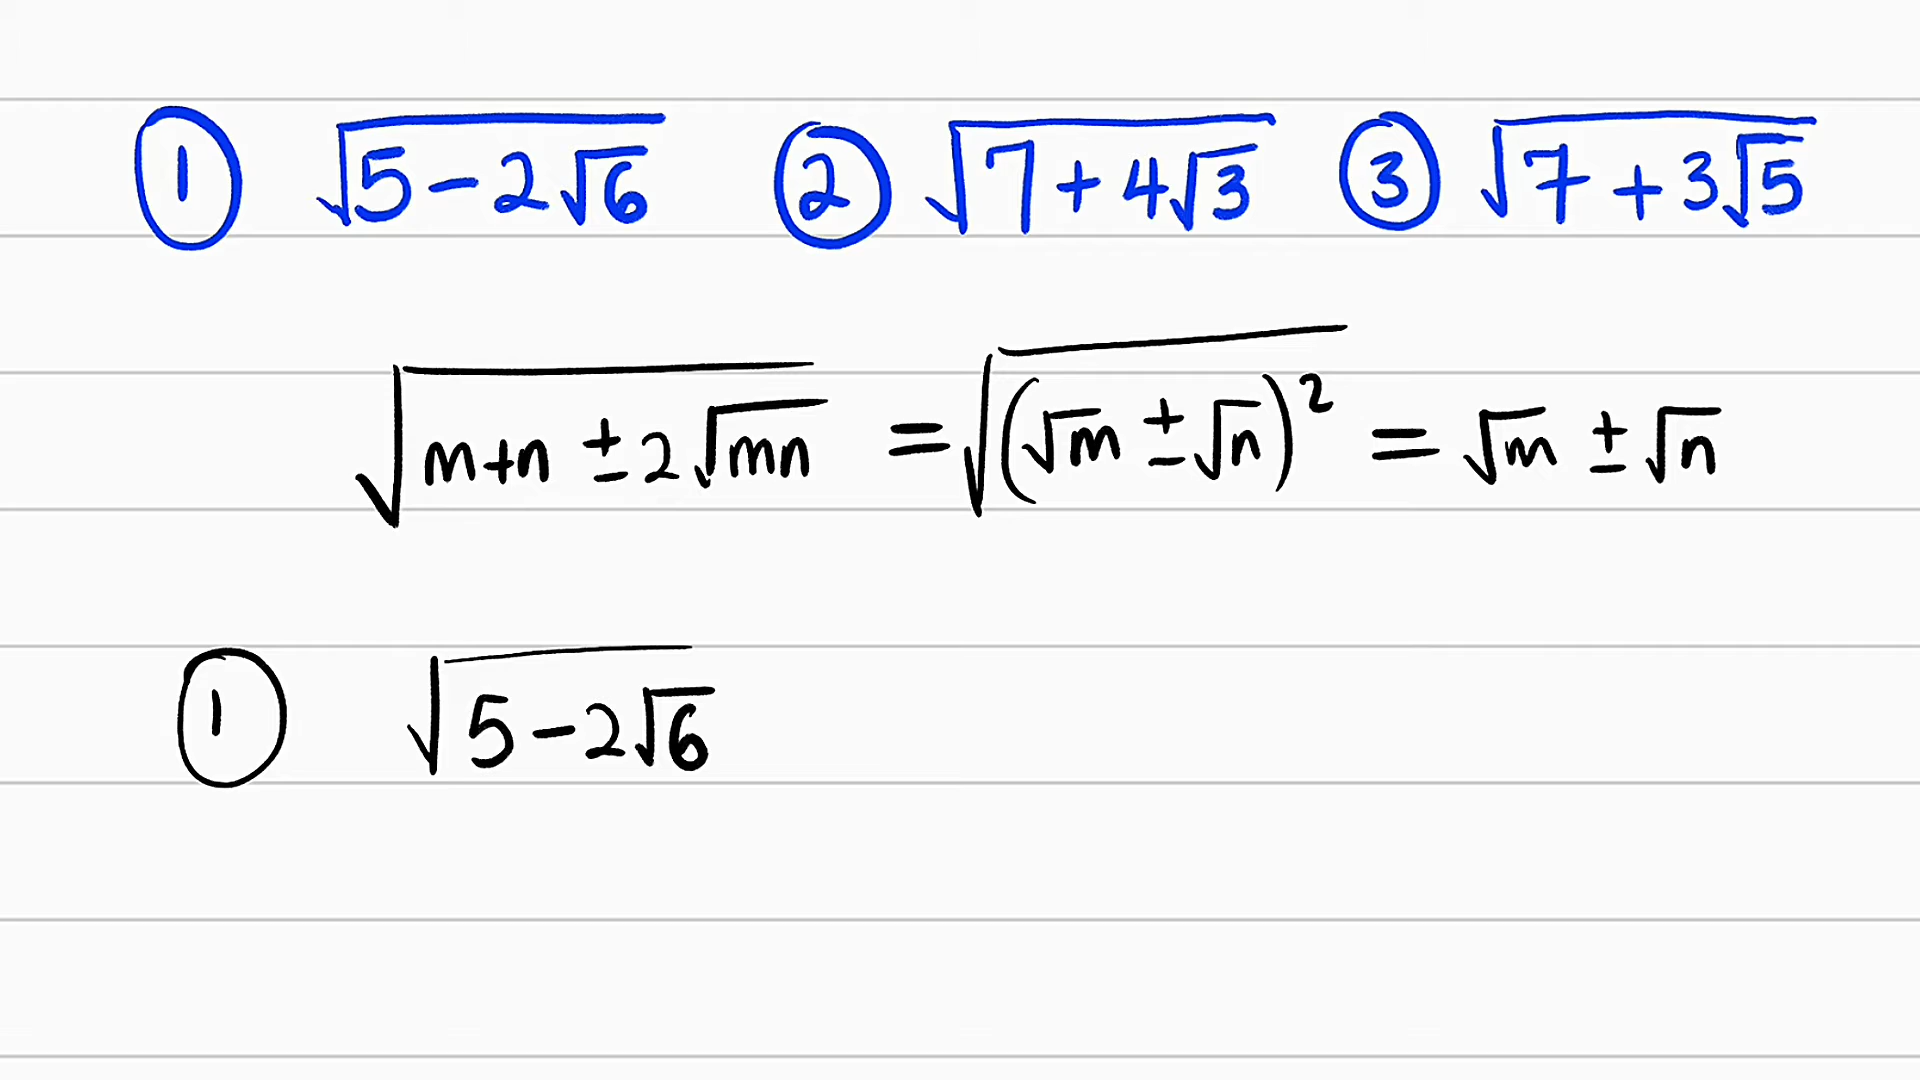 ① √(5-2√6) ② √(7+4√3) ③ √(7+3√5)
√(m+n ±2√mn) = √((√m ± √n)²) = √m ± √n
① √(5-2√6)